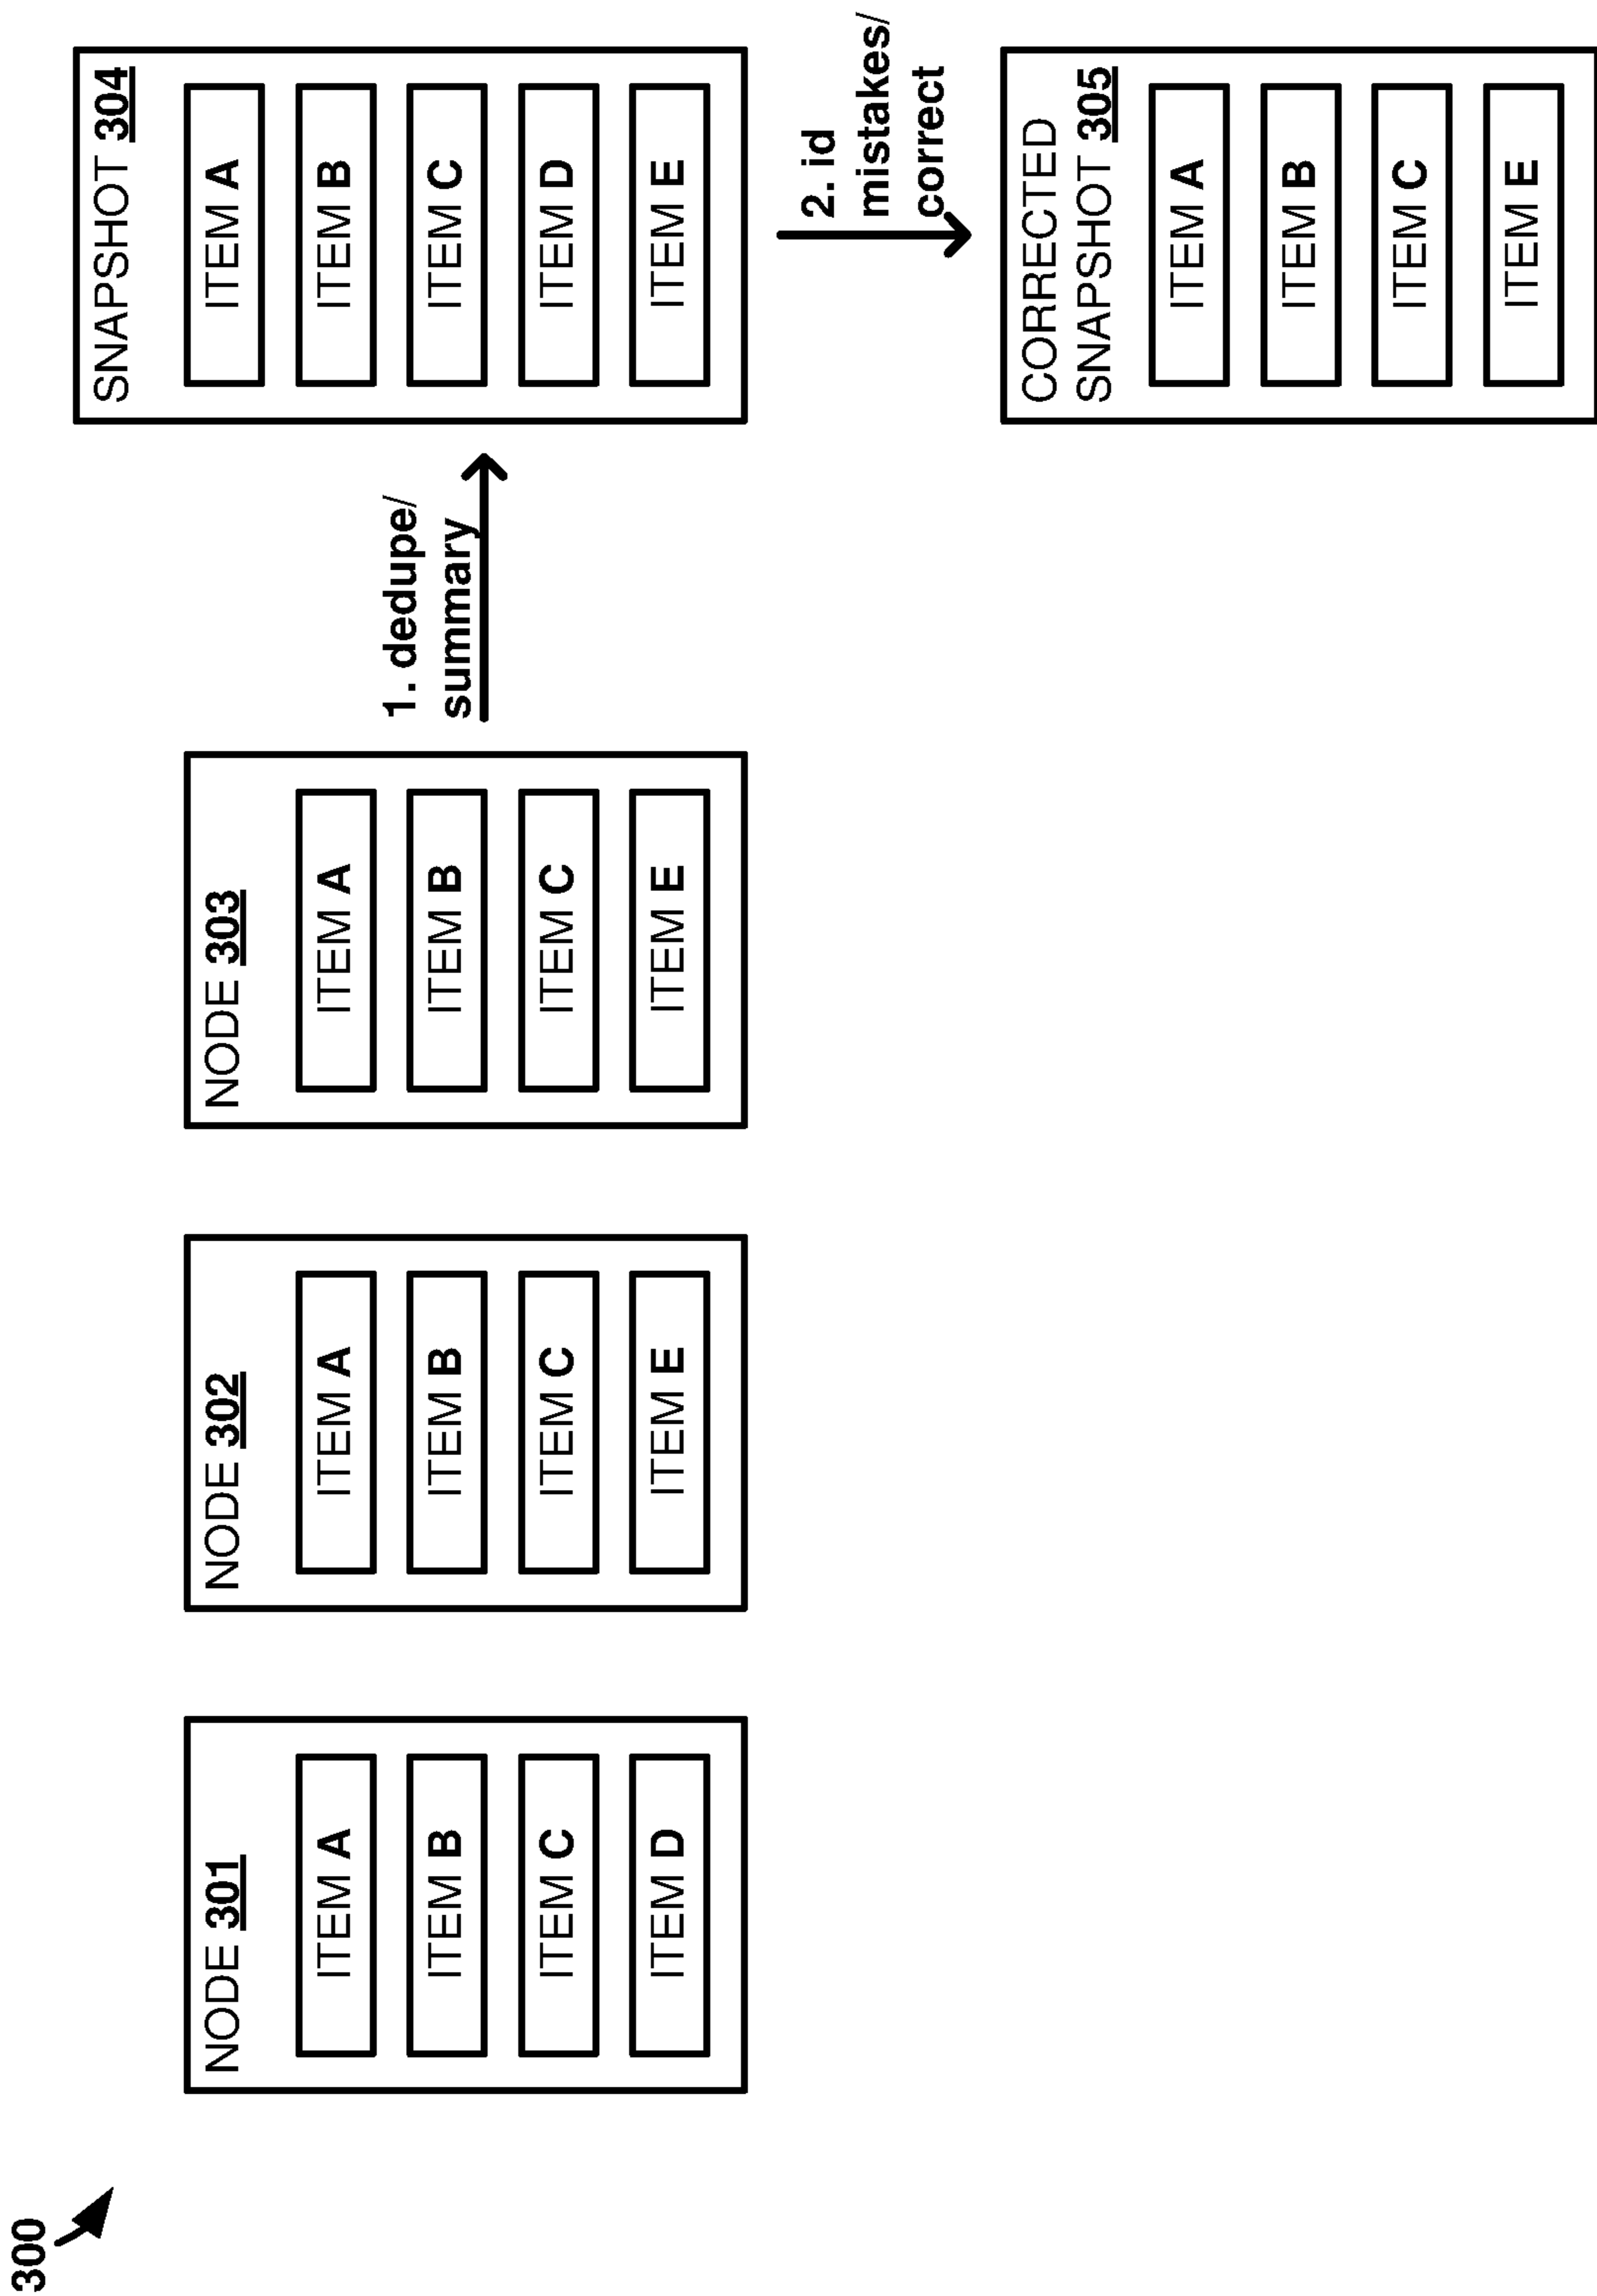 300
NODE 301
ITEM A
ITEM B
ITEM C
ITEM D
NODE 302
ITEM A
ITEM B
ITEM C
ITEM E
NODE 303
ITEM A
ITEM B
ITEM C
ITEM E
1. dedupe/
summary
SNAPSHOT 304
ITEM A
ITEM B
ITEM C
ITEM D
ITEM E
2. id
mistakes/
correct
CORRECTED
SNAPSHOT 305
ITEM A
ITEM B
ITEM C
ITEM E